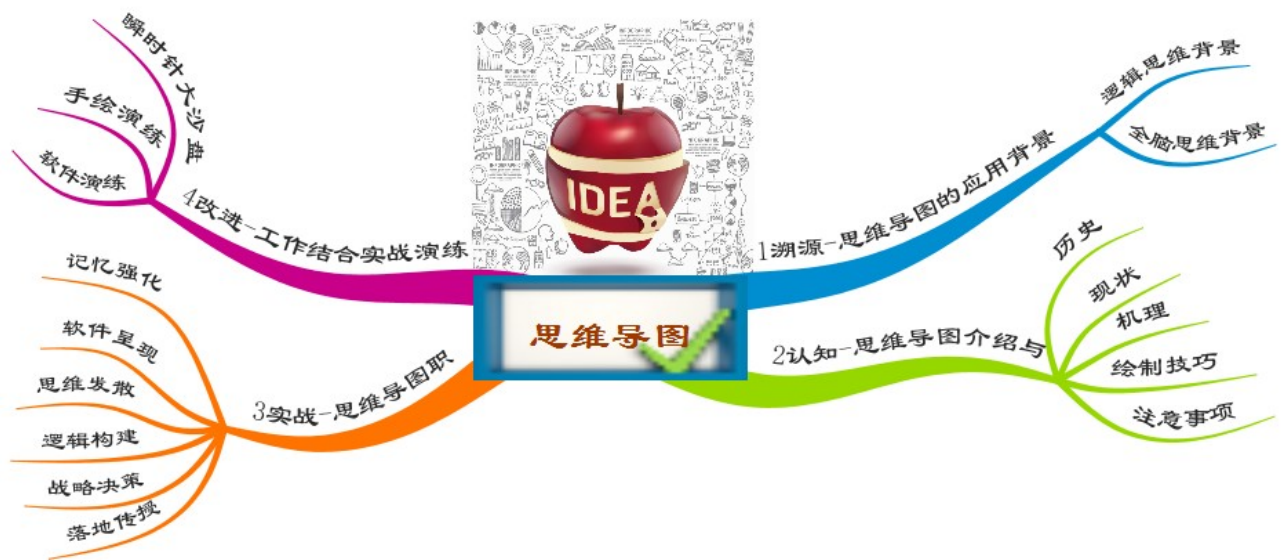 思维导图
IDEA
1溯源-思维导图的应用背景
逻辑思维背景
全脑思维背景
2认知-思维导图介绍与
历史
现状
机理
绘制技巧
注意事项
3实战-思维导图职
记忆强化
软件呈现
思维发散
逻辑构建
战略决策
落地传授
4改进-工作结合实战演练
瞬时针大沙盘
手绘演练
软件演练